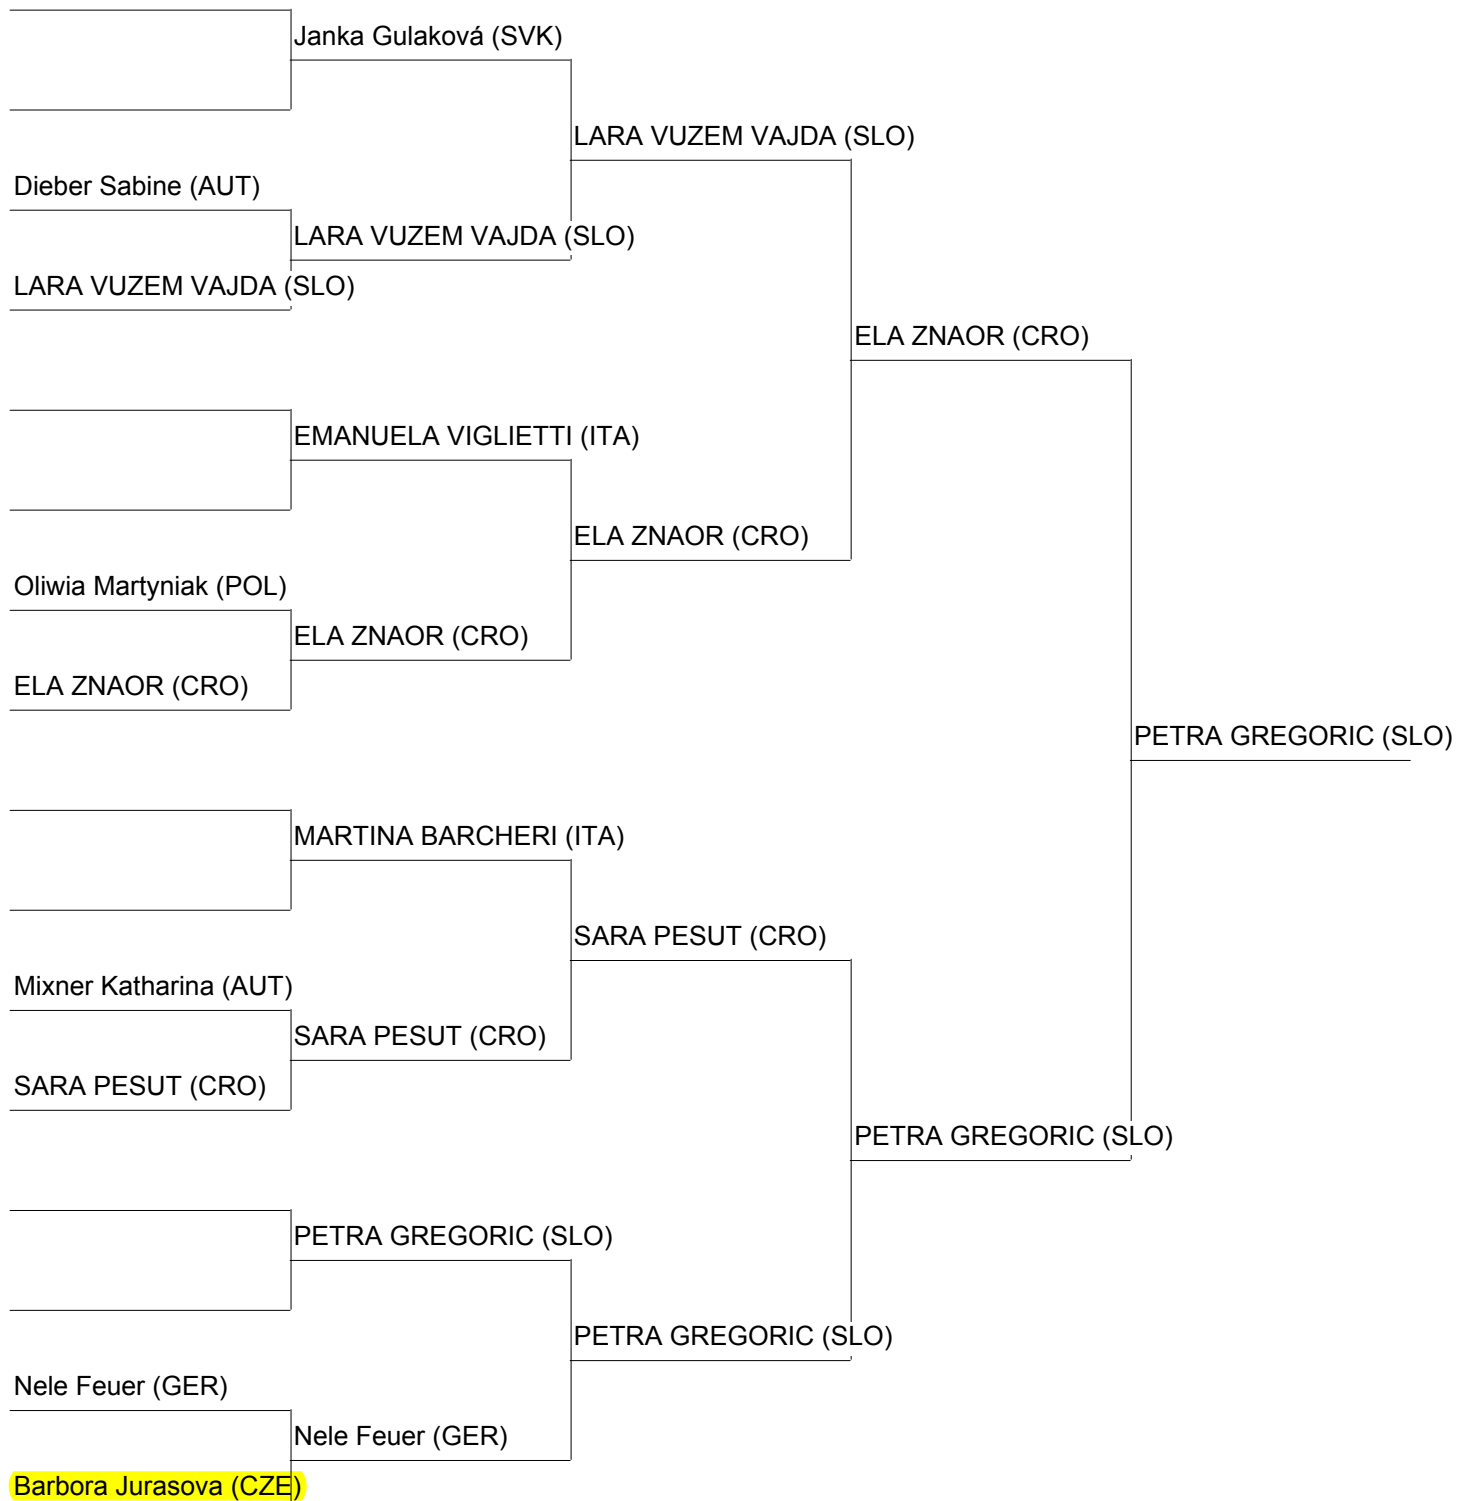 Janka Gulaková (SVK)
LARA VUZEM VAJDA (SLO)
Dieber Sabine (AUT)
LARA VUZEM VAJDA (SLO)
LARA VUZEM VAJDA (SLO)
ELA ZNAOR (CRO)
EMANUELA VIGLIETTI (ITA)
ELA ZNAOR (CRO)
Oliwia Martyniak (POL)
ELA ZNAOR (CRO)
ELA ZNAOR (CRO)
PETRA GREGORIC (SLO)
MARTINA BARCHERI (ITA)
SARA PESUT (CRO)
Mixner Katharina (AUT)
SARA PESUT (CRO)
SARA PESUT (CRO)
PETRA GREGORIC (SLO)
PETRA GREGORIC (SLO)
PETRA GREGORIC (SLO)
Nele Feuer (GER)
Nele Feuer (GER)
Barbora Jurasova (CZE)